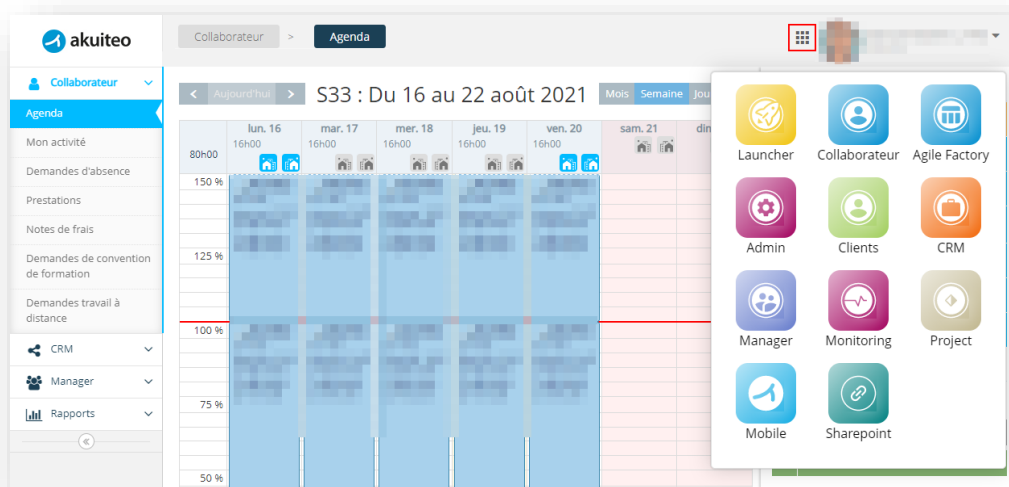 akuiteo
Collaborateur > Agenda
Collaborateur
Agenda
Mon activité
Demandes d'absence
Prestations
Notes de frais
Demandes de convention
de formation
Demandes travail à
distance
CRM
Manager
Rapports
Aujourd'hui
S33 : Du 16 au 22 août 2021
Mois Semaine Jou
lun. 16 mar. 17 mer. 18 jeu. 19 ven. 20 sam. 21 din
16h00 16h00 16h00 16h00 16h00
80h00
150 %
125 %
100 %
75 %
50 %
Launcher Collaborateur Agile Factory
Admin Clients CRM
Manager Monitoring Project
Mobile Sharepoint